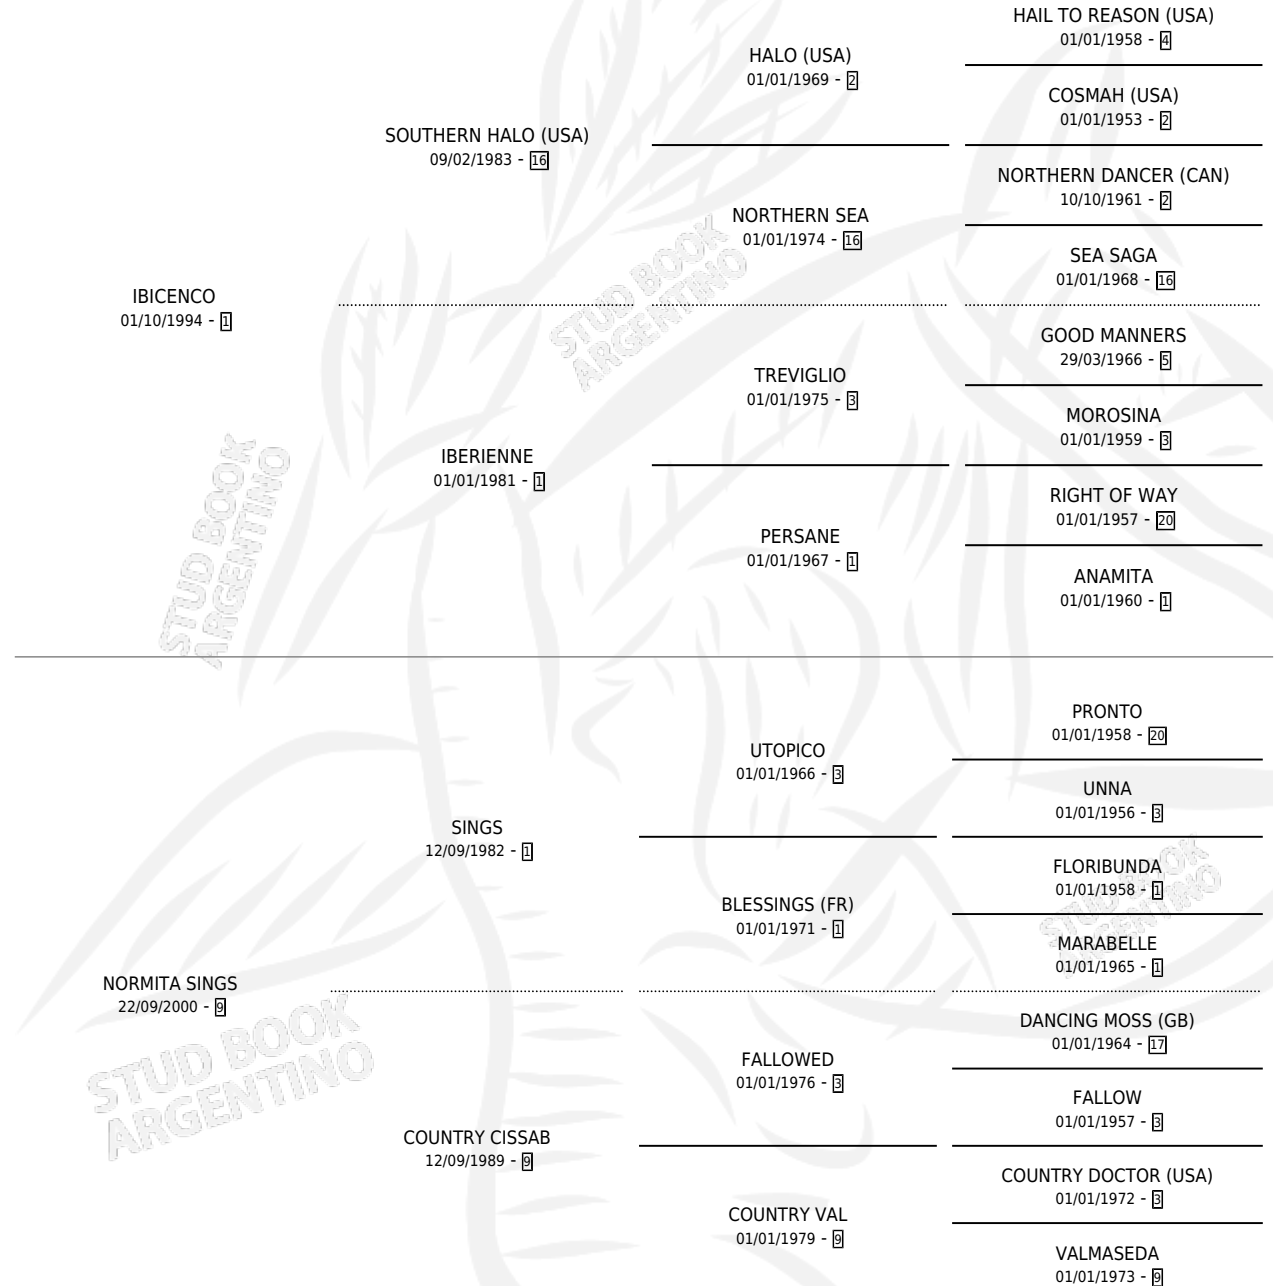 HAIL TO REASON (USA)
01/01/1958 - 4
HALO (USA)
01/01/1969 - 2
COSMAH (USA)
01/01/1953 - 2
SOUTHERN HALO (USA)
09/02/1983 - 16
NORTHERN DANCER (CAN)
10/10/1961 - 2
NORTHERN SEA
01/01/1974 - 16
SEA SAGA
01/01/1968 - 16
IBICENCO
01/10/1994 - 1
GOOD MANNERS
29/03/1966 - 5
TREVIGLIO
01/01/1975 - 3
MOROSINA
01/01/1959 - 3
IBERIENNE
01/01/1981 - 1
RIGHT OF WAY
01/01/1957 - 20
PERSANE
01/01/1967 - 1
ANAMITA
01/01/1960 - 1
PRONTO
01/01/1958 - 20
UTOPICO
01/01/1966 - 3
UNNA
01/01/1956 - 3
SINGS
12/09/1982 - 1
FLORIBUNDA
01/01/1958 - 1
BLESSINGS (FR)
01/01/1971 - 1
MARABELLE
01/01/1965 - 1
NORMITA SINGS
22/09/2000 - 9
DANCING MOSS (GB)
01/01/1964 - 17
FALLOWED
01/01/1976 - 3
FALLOW
01/01/1957 - 3
COUNTRY CISSAB
12/09/1989 - 9
COUNTRY DOCTOR (USA)
01/01/1972 - 3
COUNTRY VAL
01/01/1979 - 9
VALMASEDA
01/01/1973 - 9
STUD BOOK
ARGENTINO
STUD BOOK
ARGENTINO
STUD BOOK
ARGENTINO
STUD BOOK
ARGENTINO